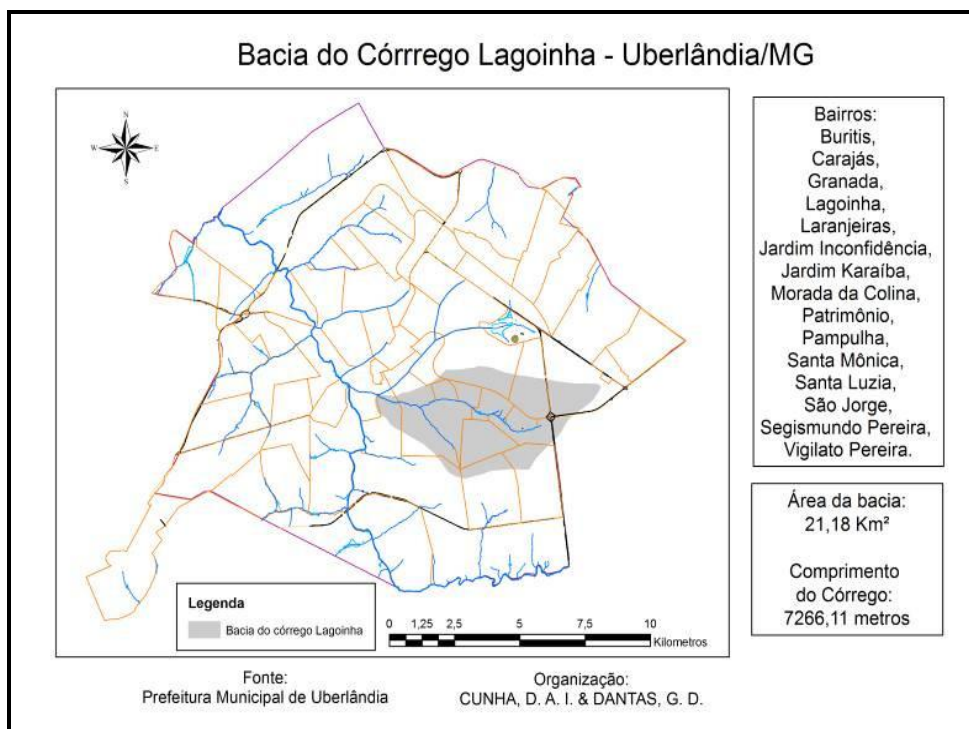 Bacia do Córrrego Lagoinha - Uberlândia/MG
N
W
E
S
Bairros:
Buritis,
Carajás,
Granada,
Lagoinha,
Laranjeiras,
Jardim Inconfidência,
Jardim Karaíba,
Morada da Colina,
Patrimônio,
Pampulha,
Santa Mônica,
Santa Luzia,
São Jorge,
Segismundo Pereira,
Vigilato Pereira.
Área da bacia:
21,18 Km²
Comprimento
do Córrego:
7266,11 metros
Legenda
Bacia do córrego Lagoinha
0 1,25 2,5 5 7,5 10
Kilometros
Fonte:
Prefeitura Municipal de Uberlândia
Organização:
CUNHA, D. A. I. & DANTAS, G. D.